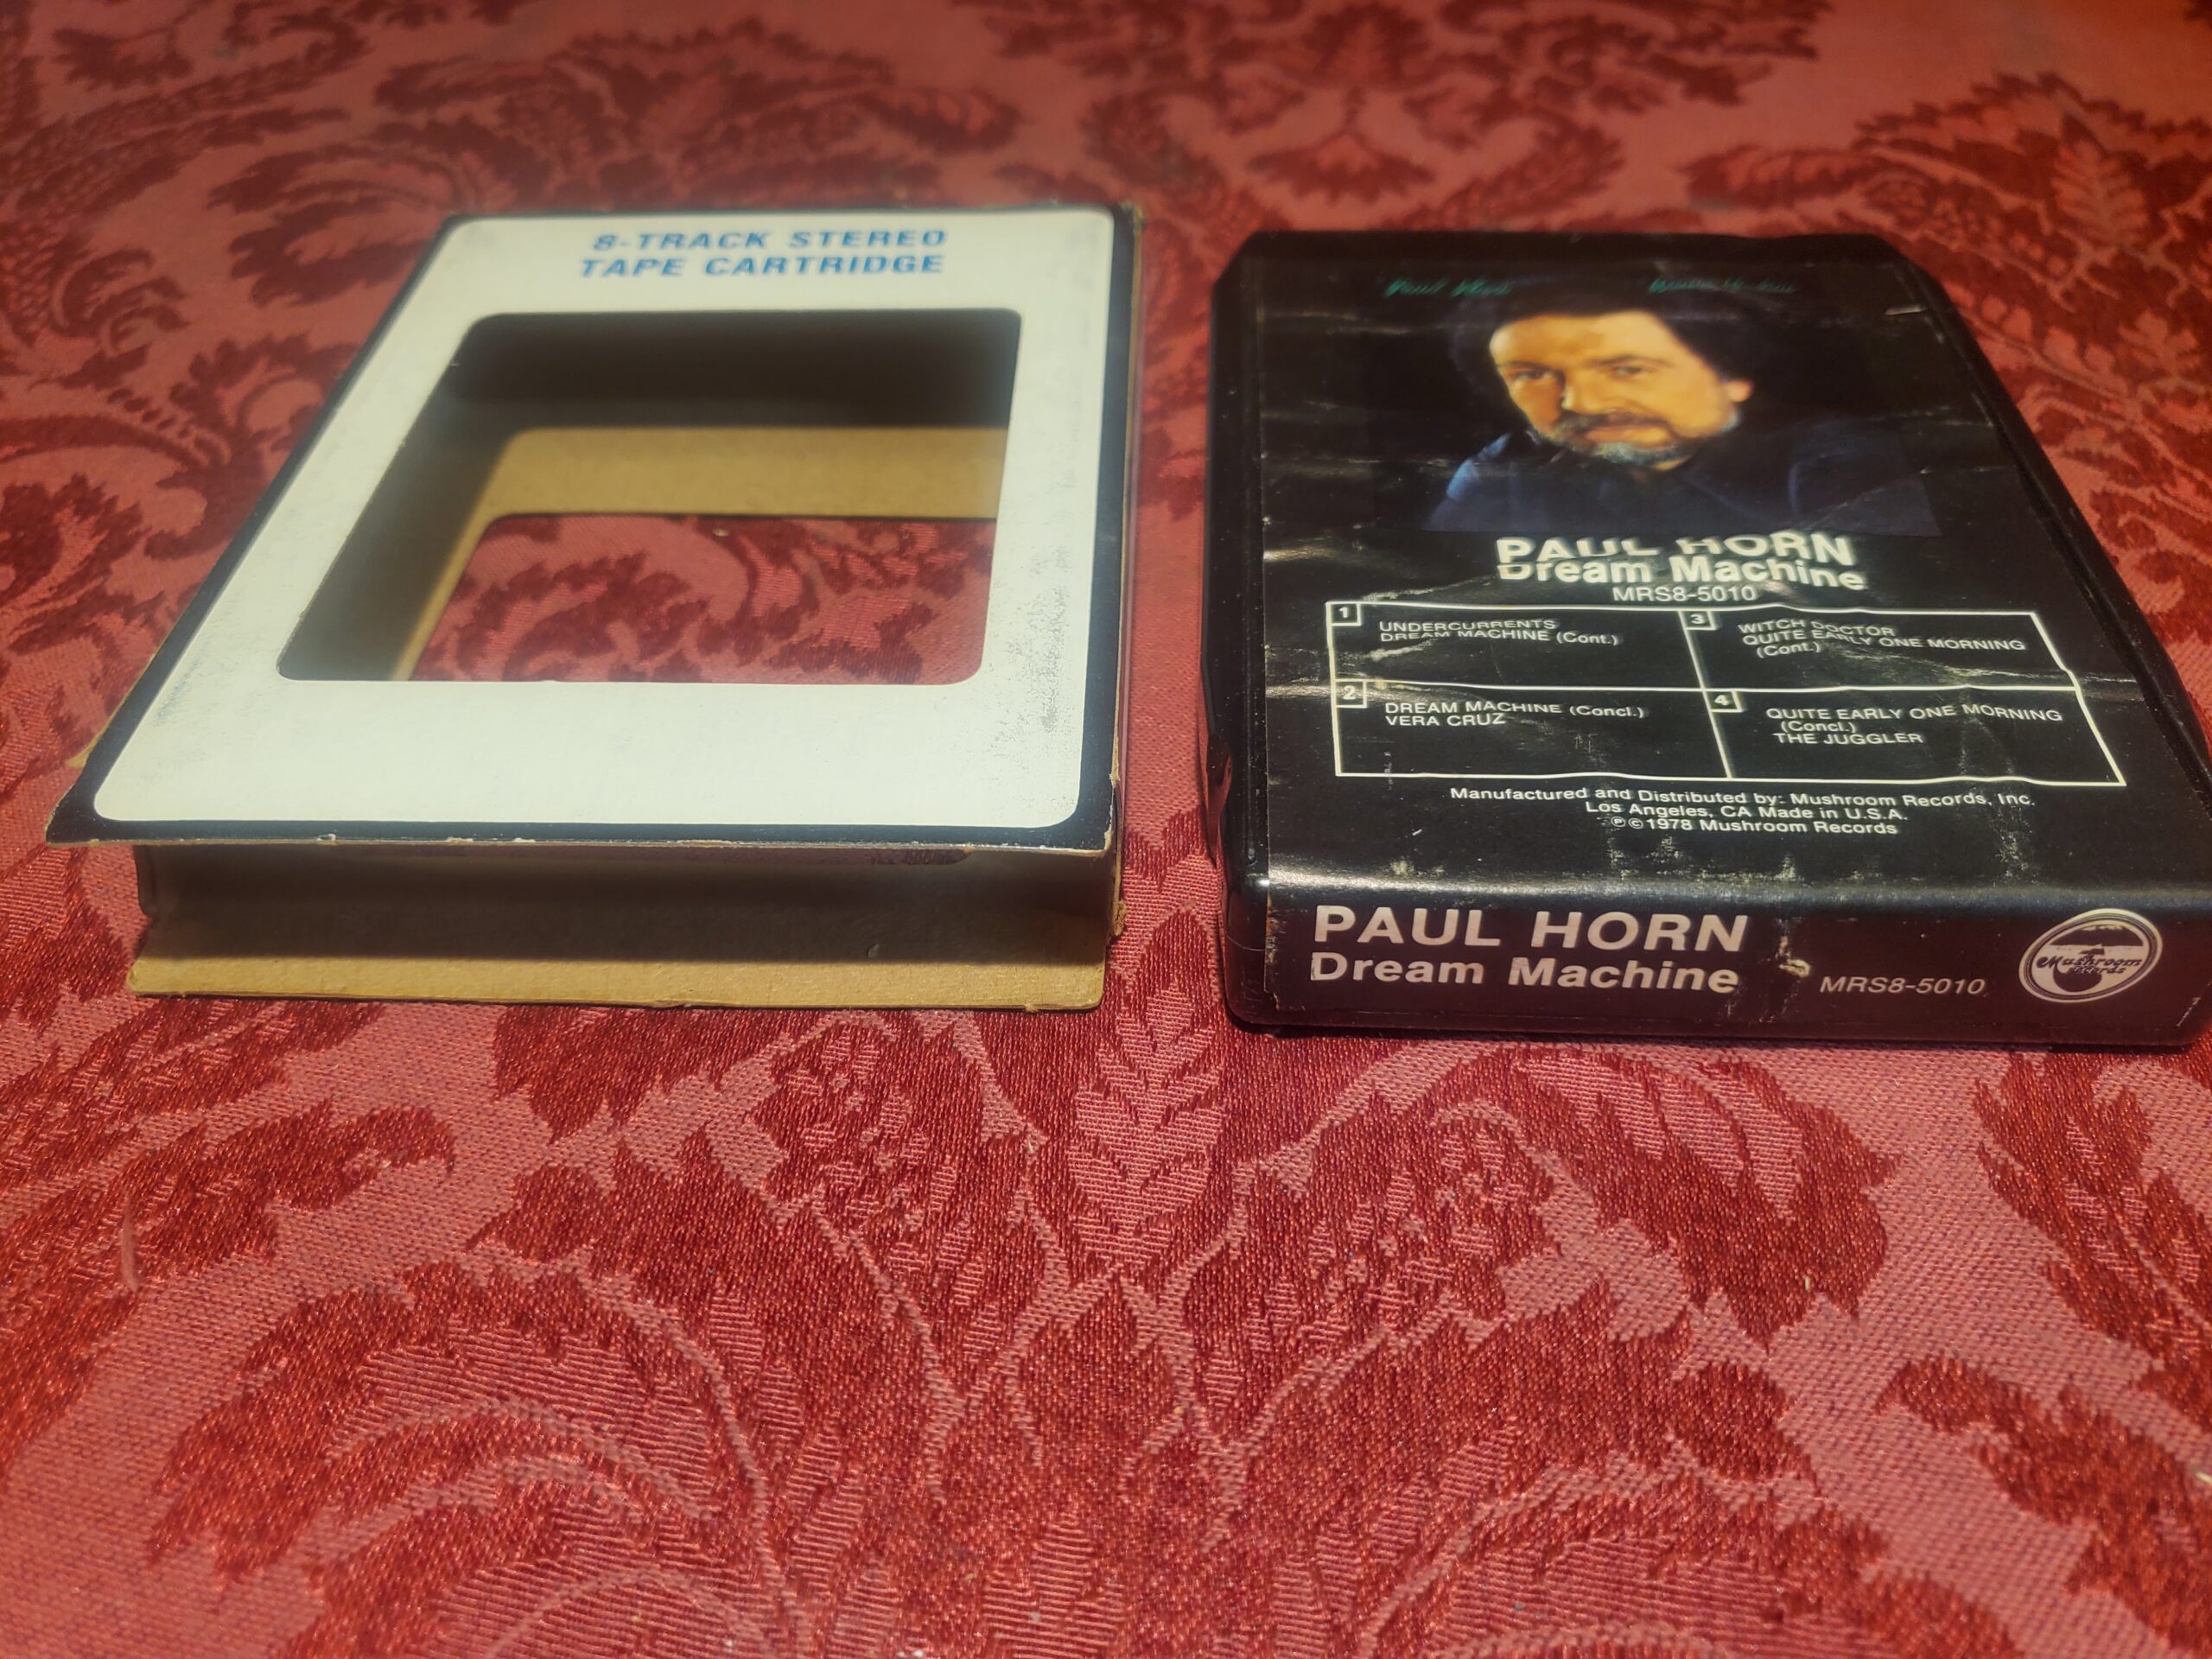 8-TRACK STEREO
TAPE CARTRIDGE
Paul Horn
PAUL HORN
Dream Machine
MRS8-5010
1
UNDERCURRENTS
DREAM MACHINE (Cont.)
2
DREAM MACHINE (Concl.)
VERA CRUZ
3
WITCH DOCTOR
QUITE EARLY ONE MORNING
(Cont.)
4
QUITE EARLY ONE MORNING
(Concl.)
THE JUGGLER
Manufactured and Distributed by: Mushroom Records, Inc.
Los Angeles, CA Made in U.S.A.
℗©1978 Mushroom Records
PAUL HORN
Dream Machine
MRS8-5010
Mushroom
Records